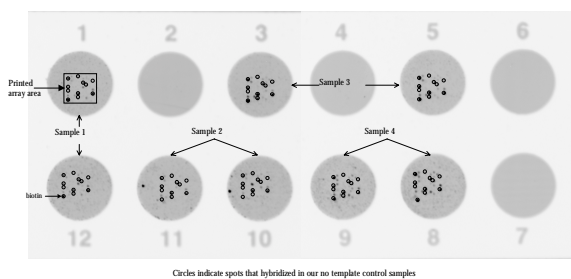 1 2 3 4 5 6
Printed
array area
Sample 3
Sample 1
Sample 2
Sample 4
biotin
12 11 10 9 8 7
Circles indicate spots that hybridized in our no template control samples